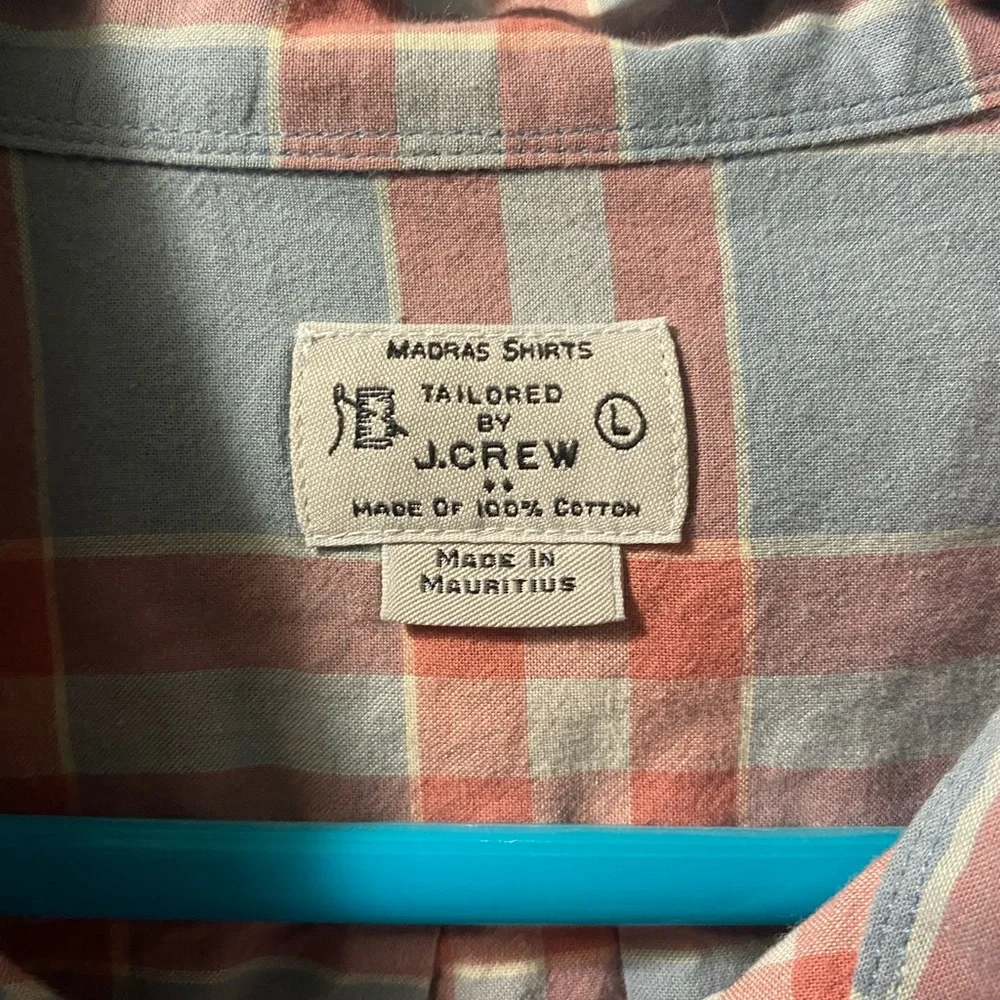 MADRAS SHIRTS
TAILORED
BY
J.CREW
L
MADE OF 100% COTTON
MADE IN
MAURITIUS